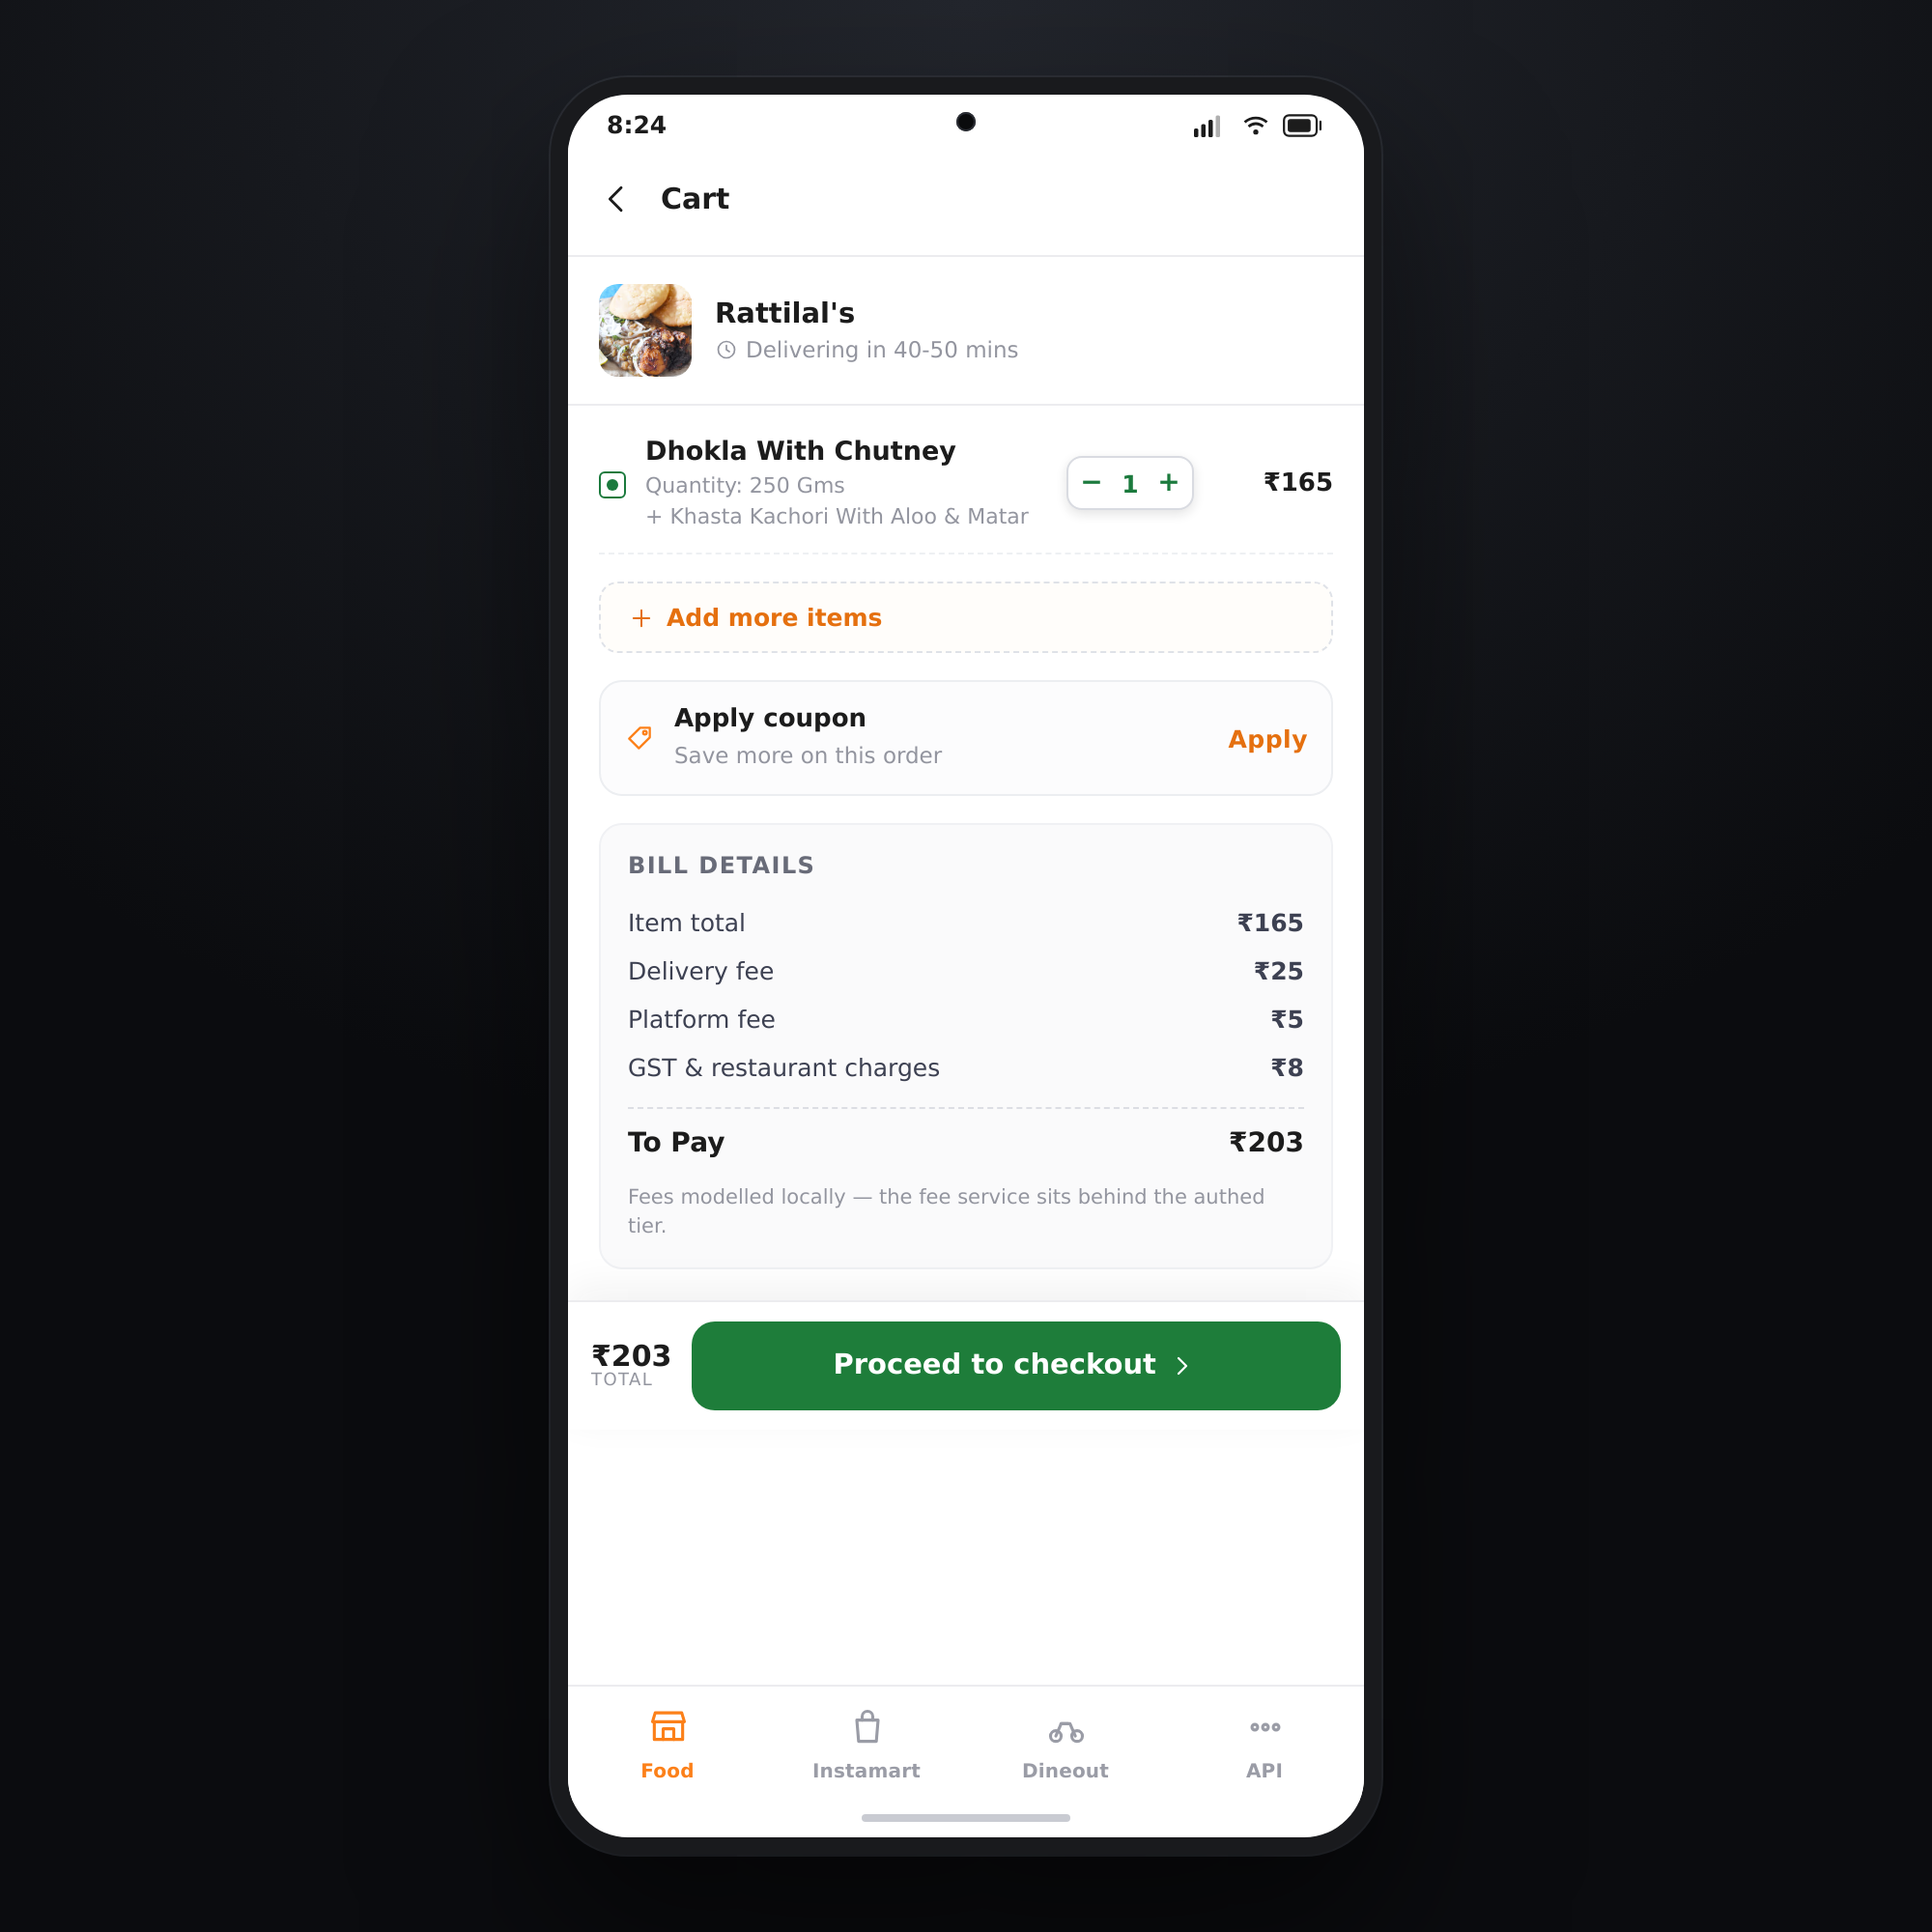 8:24
Cart
Rattilal's
Delivering in 40-50 mins
Dhokla With Chutney
Quantity: 250 Gms
+ Khasta Kachori With Aloo & Matar
− 1 +
₹165
+ Add more items
Apply coupon
Save more on this order
Apply
BILL DETAILS
Item total ₹165
Delivery fee ₹25
Platform fee ₹5
GST & restaurant charges ₹8
To Pay ₹203
Fees modelled locally — the fee service sits behind the authed
tier.
₹203
TOTAL
Proceed to checkout
Food Instamart Dineout API